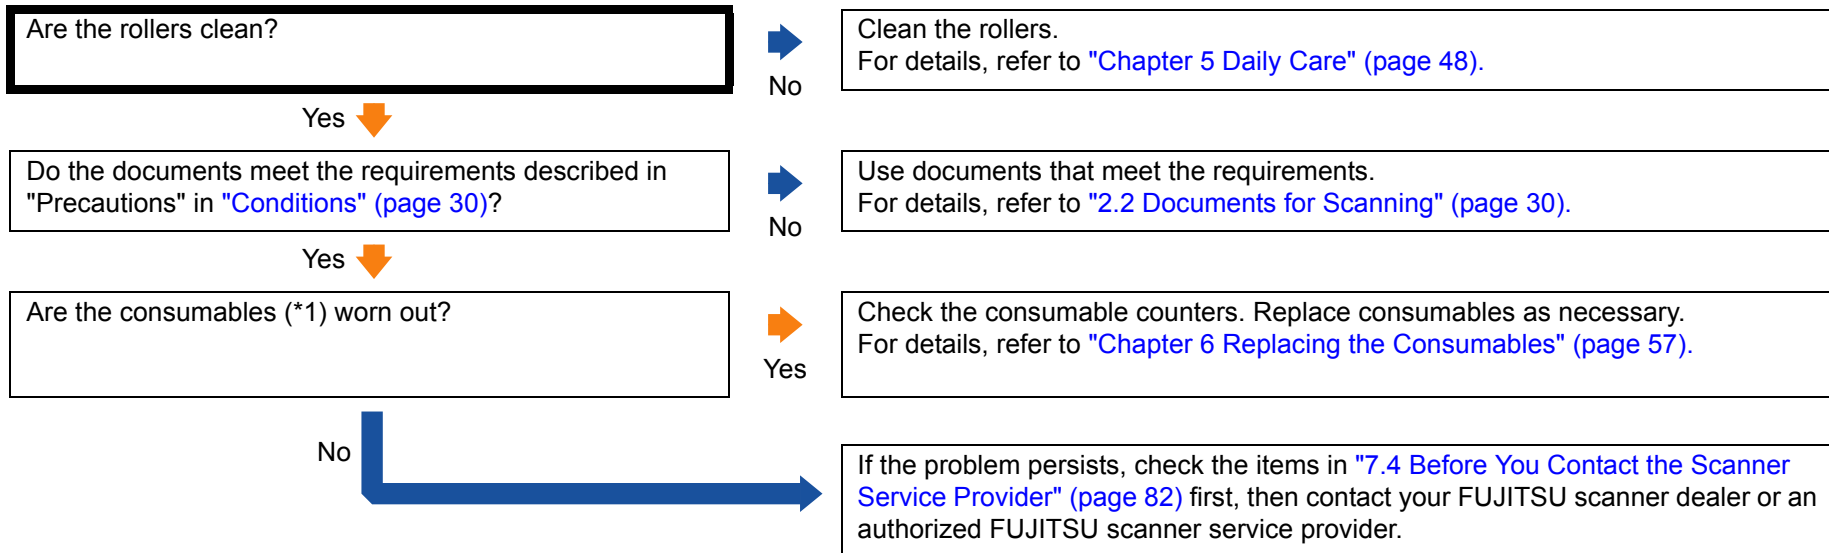 Are the rollers clean?
No
Clean the rollers.
For details, refer to "Chapter 5 Daily Care" (page 48).
Yes
Do the documents meet the requirements described in
"Precautions" in "Conditions" (page 30)?
No
Use documents that meet the requirements.
For details, refer to "2.2 Documents for Scanning" (page 30).
Yes
Are the consumables (*1) worn out?
Yes
Check the consumable counters. Replace consumables as necessary.
For details, refer to "Chapter 6 Replacing the Consumables" (page 57).
No
If the problem persists, check the items in "7.4 Before You Contact the Scanner
Service Provider" (page 82) first, then contact your FUJITSU scanner dealer or an
authorized FUJITSU scanner service provider.